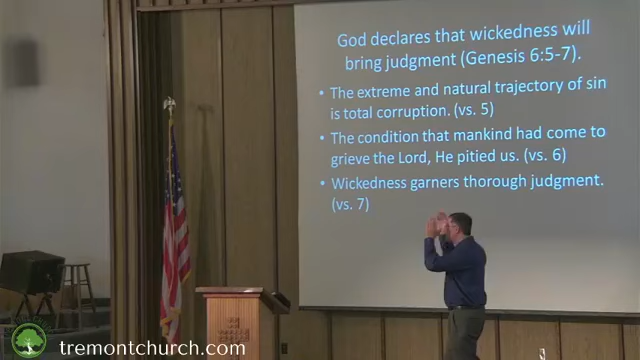 God declares that wickedness will
bring judgment (Genesis 6:5-7).
• The extreme and natural trajectory of sin
is total corruption. (vs. 5)
• The condition that mankind had come to
grieve the Lord, He pitied us. (vs. 6)
• Wickedness garners thorough judgment.
(vs. 7)
tremontchurch.com